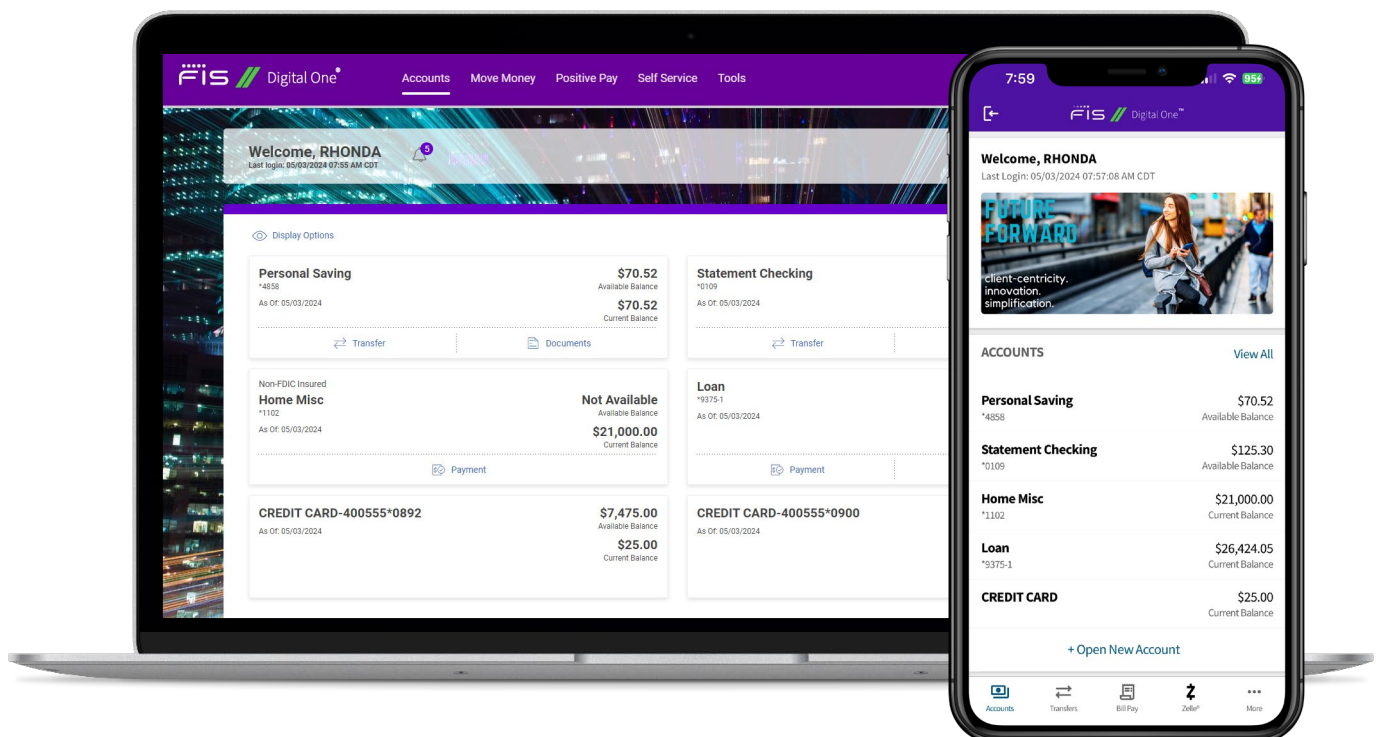 FIS // Digital One®
Accounts Move Money Positive Pay Self Service Tools
Welcome, RHONDA
Last login: 05/03/2024 07:55 AM CDT
5
Display Options
Personal Saving
*4858
As Of: 05/03/2024
$70.52
Available Balance
$70.52
Current Balance
Transfer
Documents
Statement Checking
*0109
As Of: 05/03/2024
Transfer
Non-FDIC Insured
Home Misc
*1102
As Of: 05/03/2024
Not Available
Available Balance
$21,000.00
Current Balance
Payment
Loan
*9375-1
As Of: 05/03/2024
Payment
CREDIT CARD-400555*0892
As Of: 05/03/2024
$7,475.00
Available Balance
$25.00
Current Balance
CREDIT CARD-400555*0900
As Of: 05/03/2024
7:59
95
FIS // Digital One™
Welcome, RHONDA
Last Login: 05/03/2024 07:57:08 AM CDT
FUTURE
FORWARD
client-centricity.
innovation.
simplification.
ACCOUNTS
View All
Personal Saving
$70.52
*4858
Available Balance
Statement Checking
$125.30
*0109
Available Balance
Home Misc
$21,000.00
*1102
Current Balance
Loan
$26,424.05
*9375-1
Current Balance
CREDIT CARD
$25.00
Current Balance
+ Open New Account
Accounts
Transfers
Bill Pay
Zelle®
More